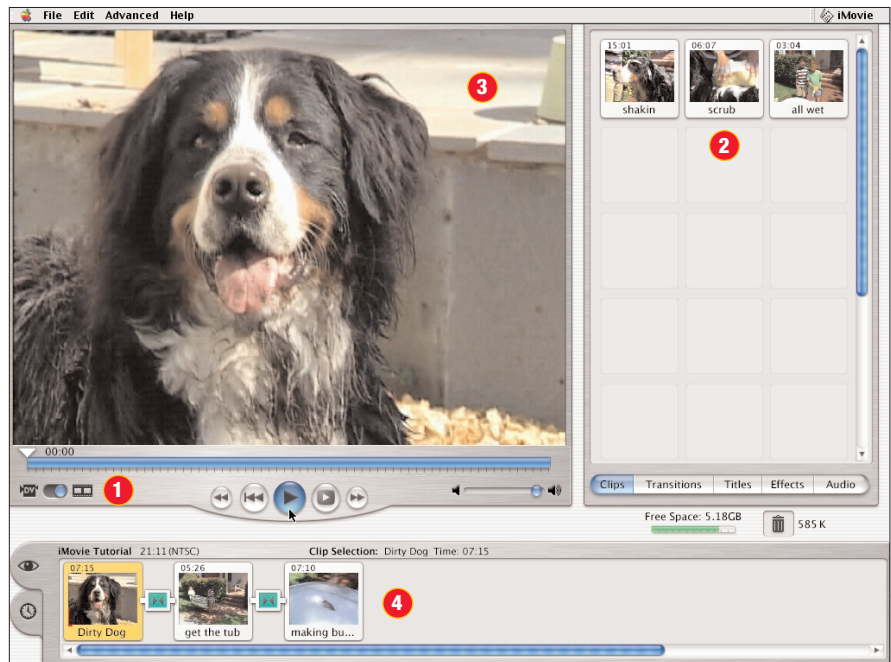 File Edit Advanced Help
iMovie
3
15:01
06:07
03:04
shakin
scrub
all wet
2
00:00
DV
1
Clips Transitions Titles Effects Audio
Free Space: 5.18GB
585 K
iMovie Tutorial 21:11 (NTSC) Clip Selection: Dirty Dog Time: 07:15
07:15
05:26
07:10
4
Dirty Dog
get the tub
making bu...